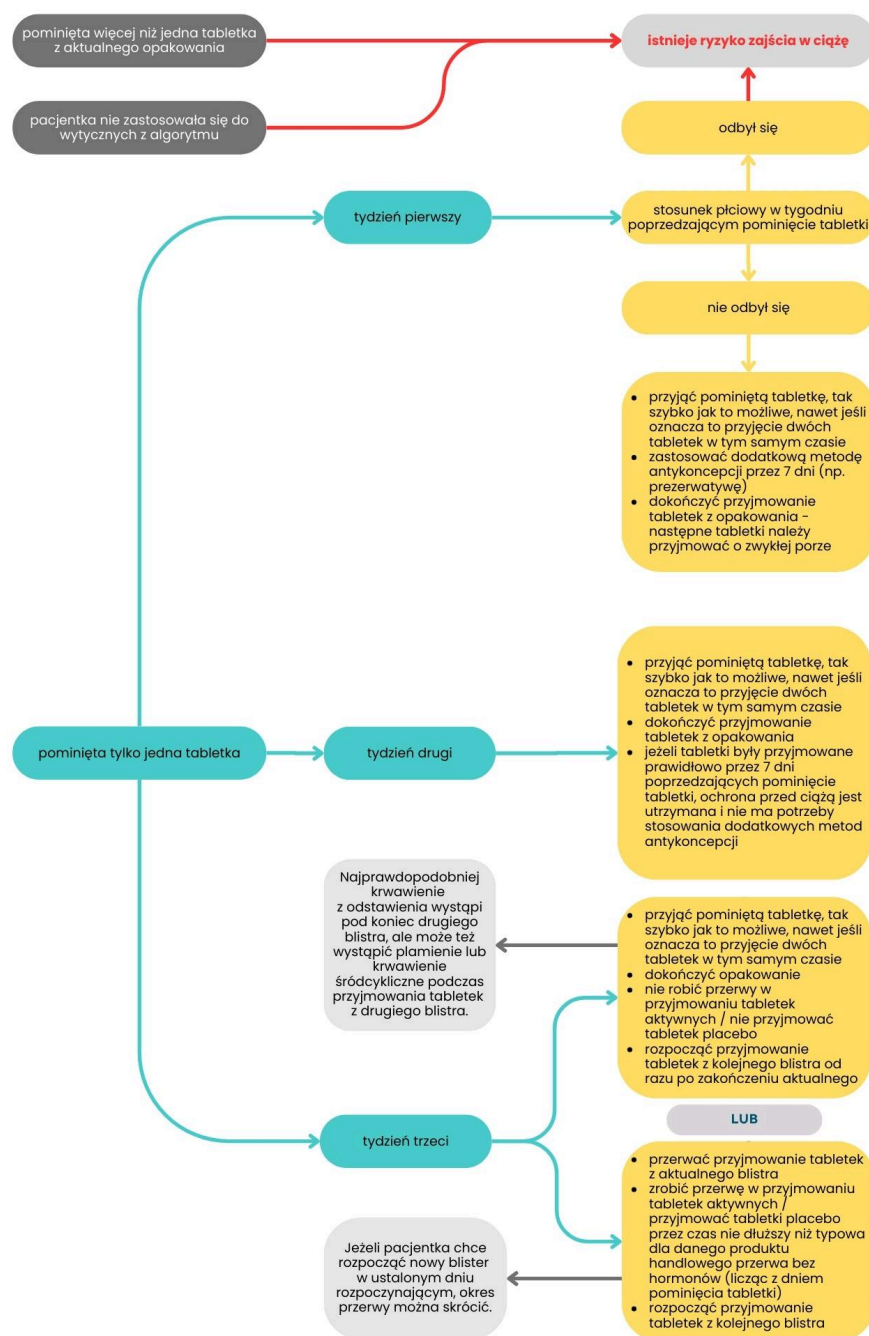 pominięta więcej niż jedna tabletka
z aktualnego opakowania
istnieje ryzyko zajścia w ciążę
pacjentka nie zastosowała się do
wytycznych z algorytmu
odbył się
tydzień pierwszy
stosunek płciowy w tygodniu
poprzedzającym pominięcie tabletki
nie odbył się
• przyjąć pominiętą tabletkę, tak
szybko jak to możliwe, nawet jeśli
oznacza to przyjęcie dwóch
tabletek w tym samym czasie
• zastosować dodatkową metodę
antykoncepcji przez 7 dni (np.
prezerwatywę)
• dokończyć przyjmowanie
tabletek z opakowania -
następne tabletki należy
przyjmować o zwykłej porze
pominięta tylko jedna tabletka
tydzień drugi
• przyjąć pominiętą tabletkę, tak
szybko jak to możliwe, nawet jeśli
oznacza to przyjęcie dwóch
tabletek w tym samym czasie
• dokończyć przyjmowanie
tabletek z opakowania
• jeżeli tabletki były przyjmowane
prawidłowo przez 7 dni
poprzedzających pominięcie
tabletki, ochrona przed ciążą jest
utrzymana i nie ma potrzeby
stosowania dodatkowych metod
antykoncepcji
Najprawdopodobniej
krwawienie
z odstawienia wystąpi
pod koniec drugiego
blistra, ale może też
wystąpić plamienie lub
krwawienie
śródcykliczne podczas
przyjmowania tabletek
z drugiego blistra.
• przyjąć pominiętą tabletkę, tak
szybko jak to możliwe, nawet jeśli
oznacza to przyjęcie dwóch
tabletek w tym samym czasie
• dokończyć opakowanie
• nie robić przerwy w
przyjmowaniu tabletek
aktywnych / nie przyjmować
tabletek placebo
• rozpocząć przyjmowanie
tabletek z kolejnego blistra od
razu po zakończeniu aktualnego
tydzień trzeci
LUB
• przerwać przyjmowanie tabletek
z aktualnego blistra
• zrobić przerwę w przyjmowaniu
tabletek aktywnych /
przyjmować tabletki placebo
przez czas nie dłuższy niż typowa
dla danego produktu
handlowego przerwa bez
hormonów (licząc z dniem
pominięcia tabletki)
• rozpocząć przyjmowanie
tabletek z kolejnego blistra
Jeżeli pacjentka chce
rozpocząć nowy blister
w ustalonym dniu
rozpoczynającym, okres
przerwy można skrócić.